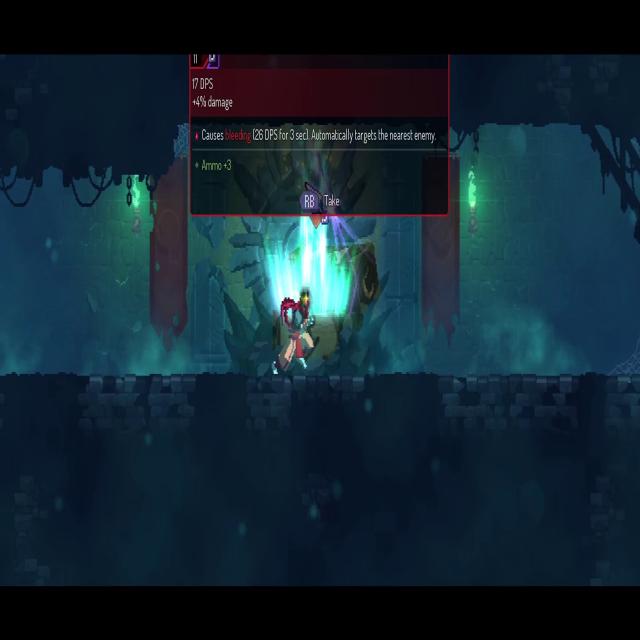 17 DPS
+4% damage
Causes bleeding (26 DPS for 3 sec). Automatically targets the nearest enemy.
+ Ammo +3
RB Take